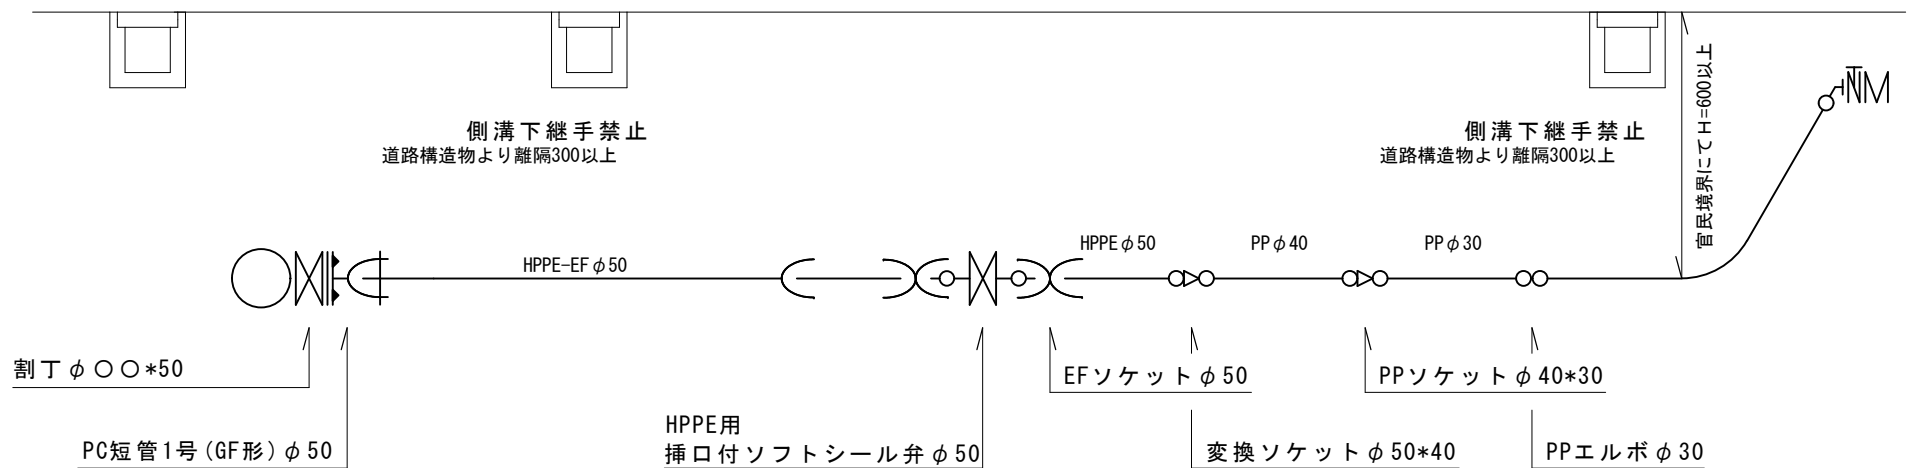 側溝下継手禁止
道路構造物より離隔300以上
側溝下継手禁止
道路構造物より離隔300以上
官民境界にてH=600以上
NM
HPPE-EFφ50
HPPEφ50
PPφ40
PPφ30
割丁φ〇〇*50
PC短管1号(GF形)φ50
HPPE用
挿口付ソフトシール弁φ50
EFソケットφ50
変換ソケットφ50*40
PPソケットφ40*30
PPエルボφ30